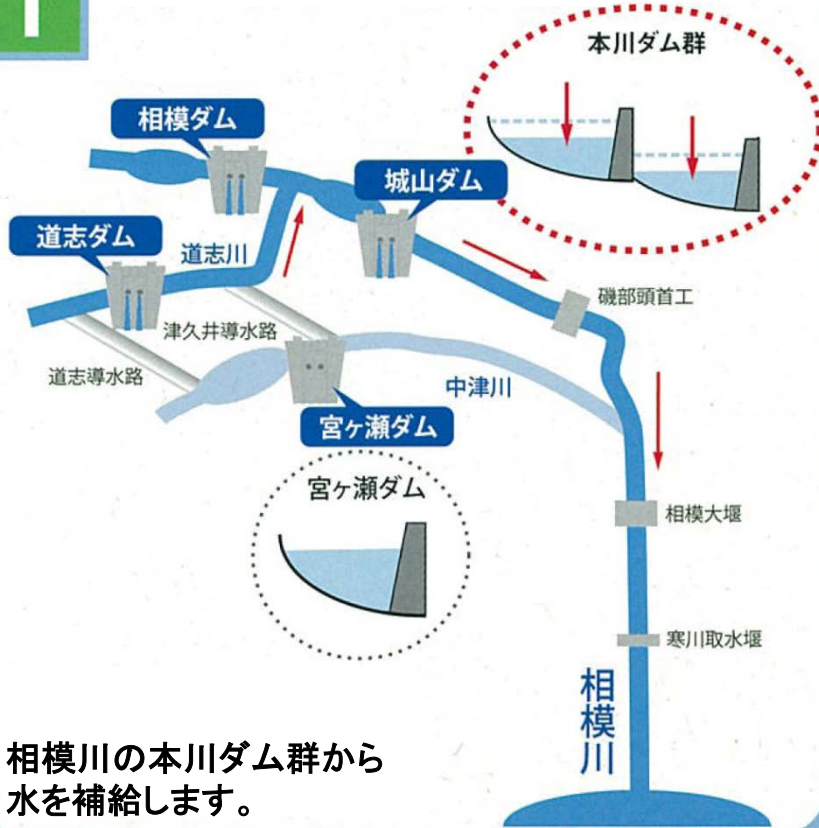 1
本川ダム群
相模ダム
城山ダム
道志ダム
道志川
磯部頭首工
津久井導水路
道志導水路
中津川
宮ヶ瀬ダム
宮ヶ瀬ダム
相模大堰
寒川取水堰
相模川
相模川の本川ダム群から
水を補給します。